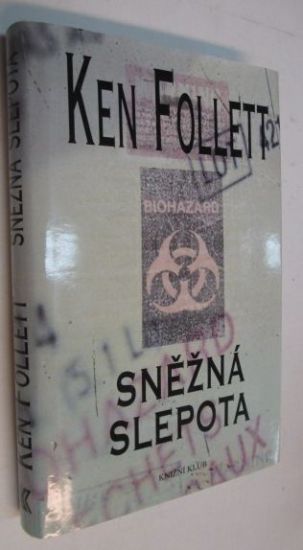 KEN FOLLETT
BIOHAZARD
SNĚŽNÁ
SLEPOTA
KNIŽNÍ KLUB
KEN FOLLETT SNĚŽNÁ SLEPOTA